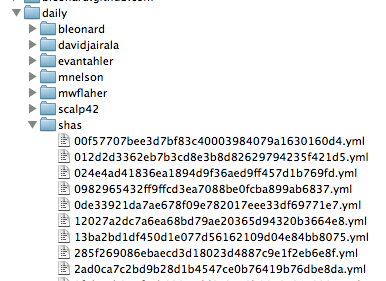 daily
bleonard
davidjairala
evantahler
mnelson
mwflaher
scalp42
shas
00f57707bee3d7bf83c40003984079a1630160d4.yml
012d2d3362eb7b3cd8e3b8d82629794235f421d5.yml
024e4ad41836ea1894d9f36aed9ff457d1b769fd.yml
0982965432ff9ffcd3ea7088be0fcba899ab6837.yml
0de33921da7ae678f09e782017eee33df69771e7.yml
12027a2dc7a6ea68bd79ae20365d94320b3664e8.yml
13ba2bd1df450d1e077d56162109d04e84bb8075.yml
285f269086ebaecd3d18023d4887c9e1f2eb6e8f.yml
2ad0ca7c2bd9b28d1b4547ce0b76419b76dbe8da.yml